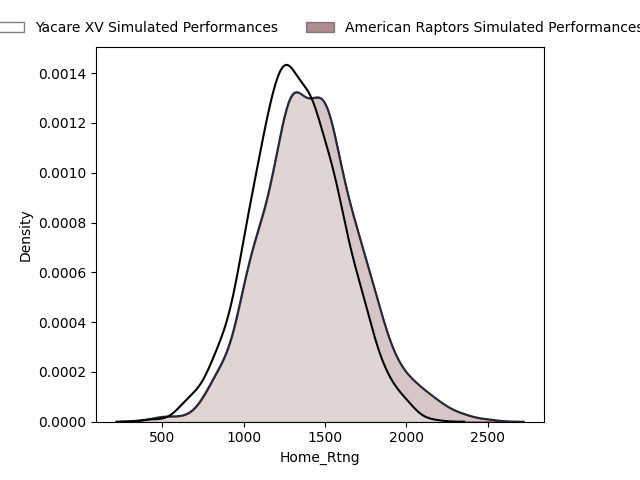 Yacare XV Simulated Performances American Raptors Simulated Performances
0.0014
0.0012
0.0010
0.0008
0.0006
0.0004
0.0002
0.0000
Density
500 1000 1500 2000 2500
Home_Rtng